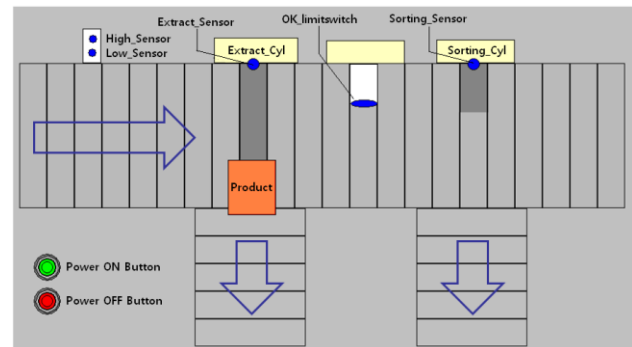 Extract_Sensor
OK_limitswitch
Sorting_Sensor
High_Sensor
Low_Sensor
Extract_Cyl
Sorting_Cyl
Product
Power ON Button
Power OFF Button